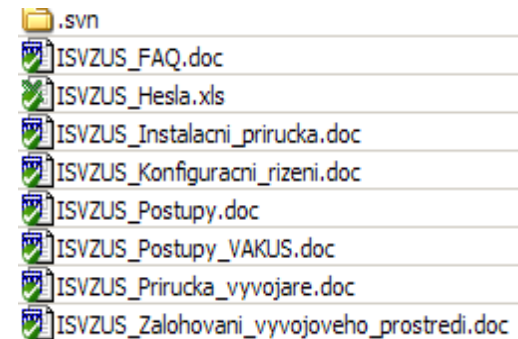 .svn
ISVZUS_FAQ.doc
ISVZUS_Hesla.xls
ISVZUS_Instalacni_prirucka.doc
ISVZUS_Konfiguracni_rizeni.doc
ISVZUS_Postupy.doc
ISVZUS_Postupy_VAKUS.doc
ISVZUS_Prirucka_vyvojare.doc
ISVZUS_Zalohovani_vyvojoveho_prostredi.doc